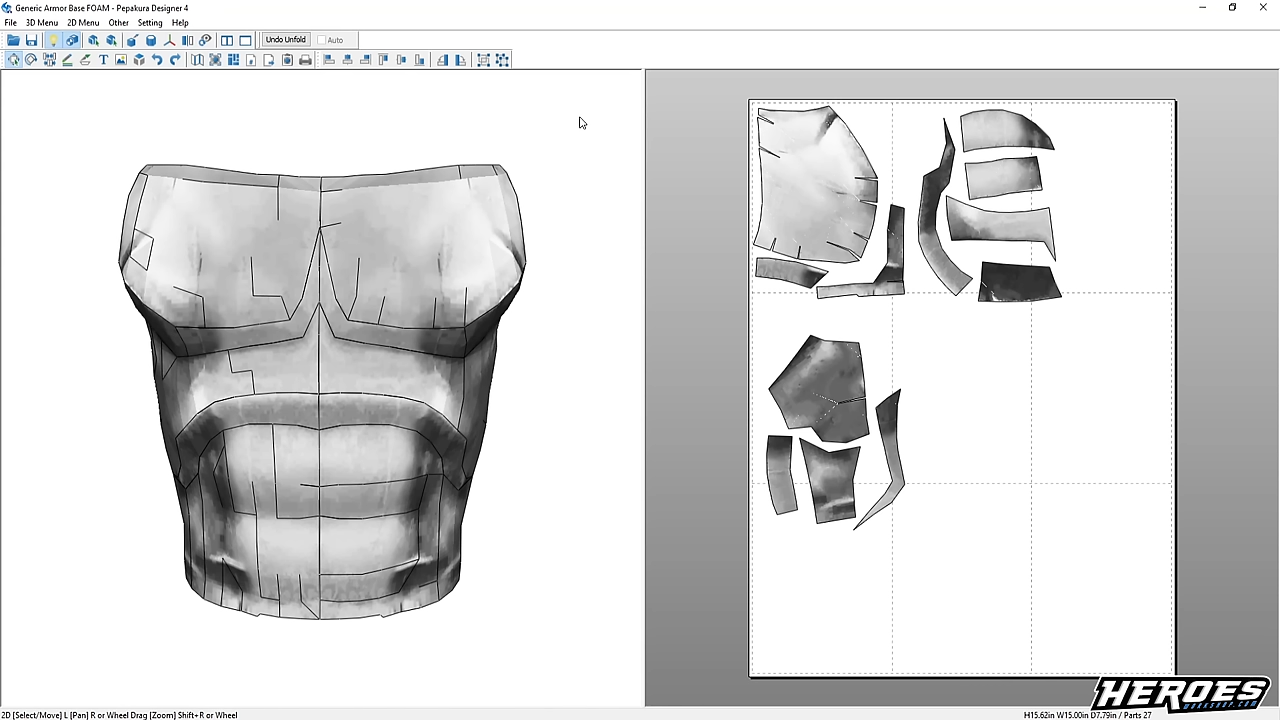 Generic Armor Base FOAM - Pepakura Designer 4
File 3D Menu 2D Menu Other Setting Help
Undo Unfold Auto
2D [Select/Move] L [Pan] R or Wheel Drag [Zoom] Shift+R or Wheel
H15.62in W15.00in D7.79in / Parts 27
HEROES
WORKSHOP.COM